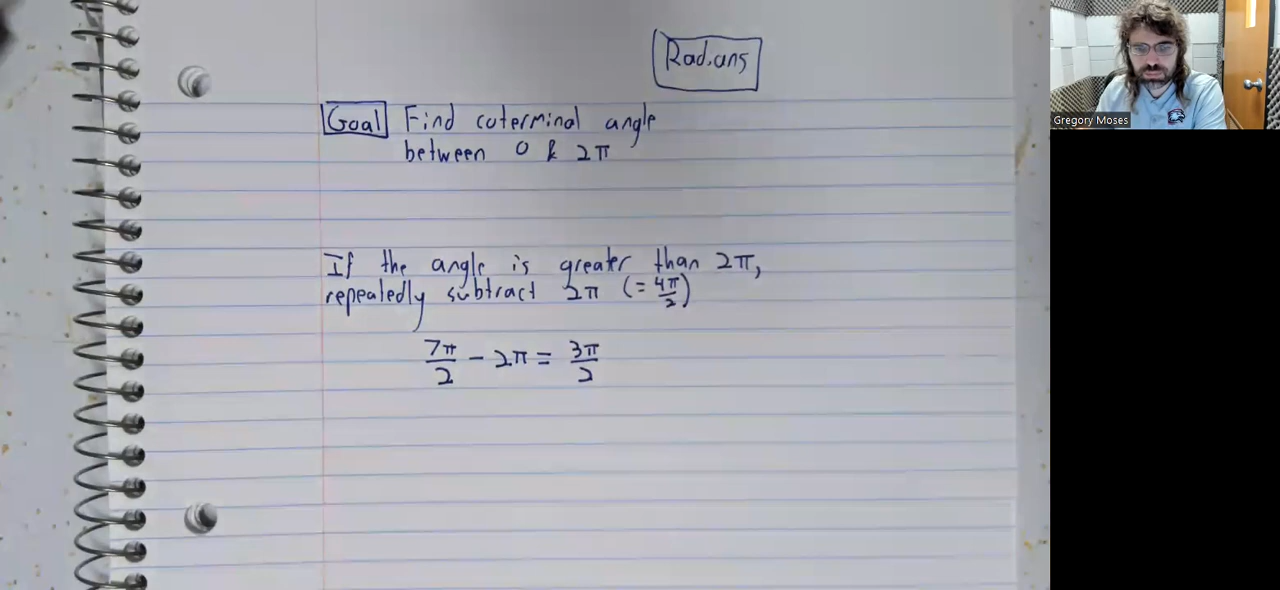 Radians
Goal Find coterminal angle
between 0 & 2π
If the angle is greater than 2π,
repeatedly subtract 2π (= 4π/2)
7π/2 − 2π = 3π/2
Gregory Moses